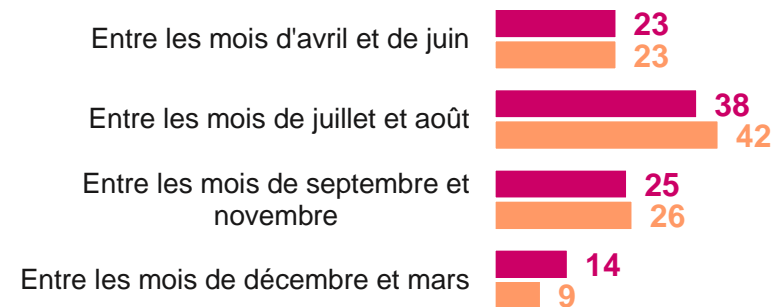 Entre les mois d'avril et de juin
23
23
Entre les mois de juillet et août
38
42
Entre les mois de septembre et
novembre
25
26
Entre les mois de décembre et mars
14
9